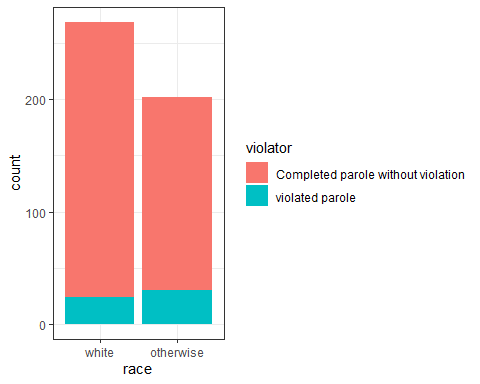 200
100
0
count
white
otherwise
race
violator
Completed parole without violation
violated parole